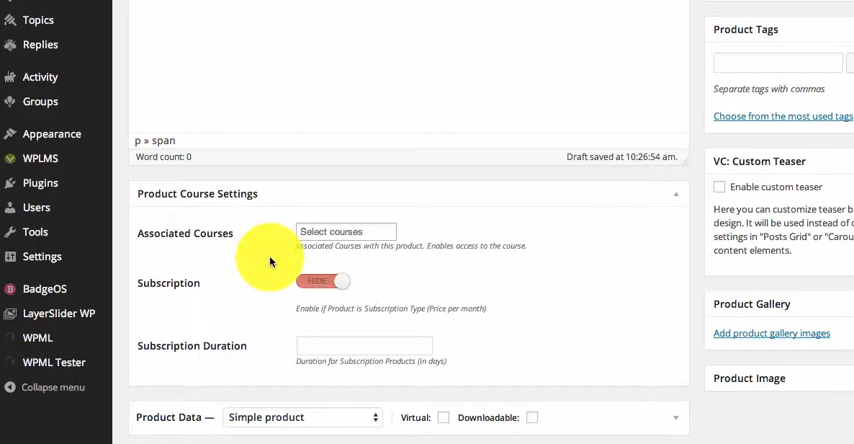 Topics
Replies
Activity
Groups
Appearance
WPLMS
Plugins
Users
Tools
Settings
BadgeOS
LayerSlider WP
WPML
WPML Tester
Collapse menu
p » span
Word count: 0 Draft saved at 10:26:54 am.
Product Course Settings
Associated Courses Select courses
Associated Courses with this product. Enables access to the course.
Subscription HIDE
Enable if Product is Subscription Type (Price per month)
Subscription Duration
Duration for Subscription Products (in days)
Product Data — Simple product Virtual: Downloadable:
Product Tags
Separate tags with commas
Choose from the most used tags
VC: Custom Teaser
Enable custom teaser
Here you can customize teaser b
design. It will be used instead of d
settings in "Posts Grid" or "Carou
content elements.
Product Gallery
Add product gallery images
Product Image